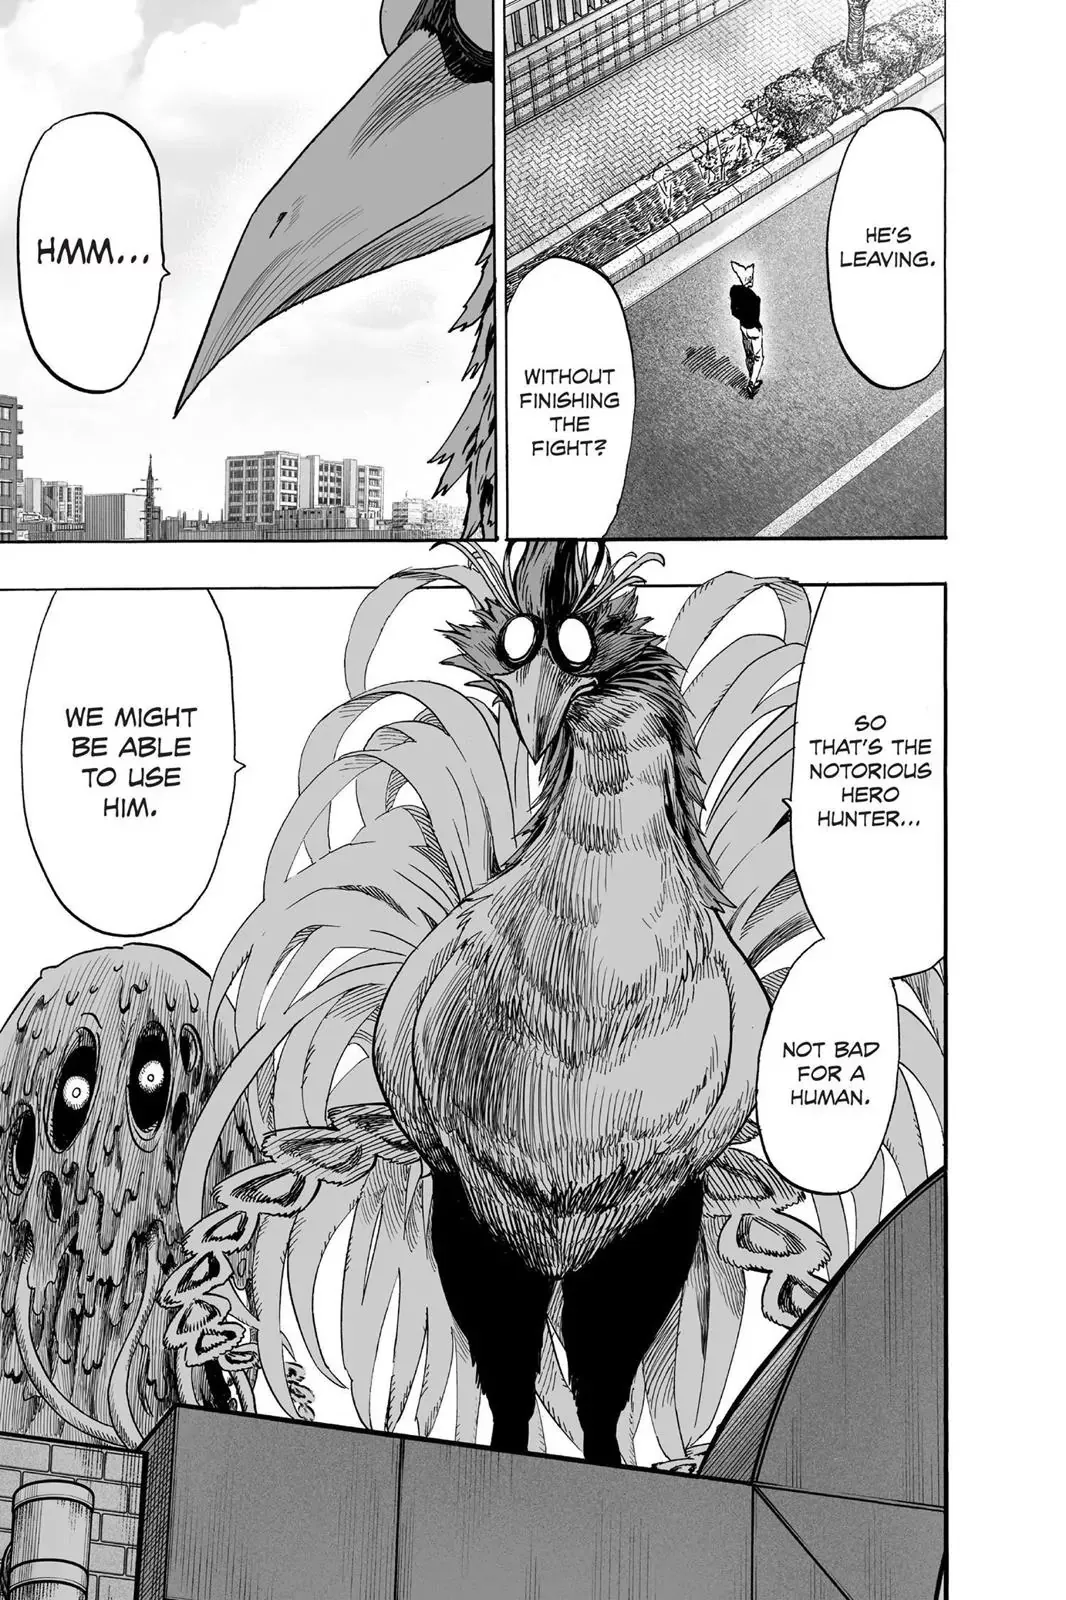 HE'S
LEAVING.
WITHOUT
FINISHING
THE
FIGHT?
HMM...
SO
THAT'S THE
NOTORIOUS
HERO
HUNTER...
NOT BAD
FOR A
HUMAN.
WE MIGHT
BE ABLE
TO USE
HIM.